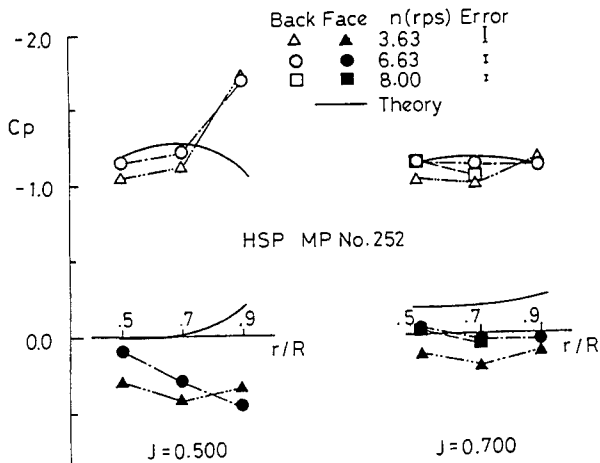 Back Face n(rps) Error
3.63
6.63
8.00
Theory
-2.0
Cp
-1.0
0.0
HSP MP No.252
.5 .7 .9
r/R
J=0.500
.5 .7 .9
r/R
J=0.700